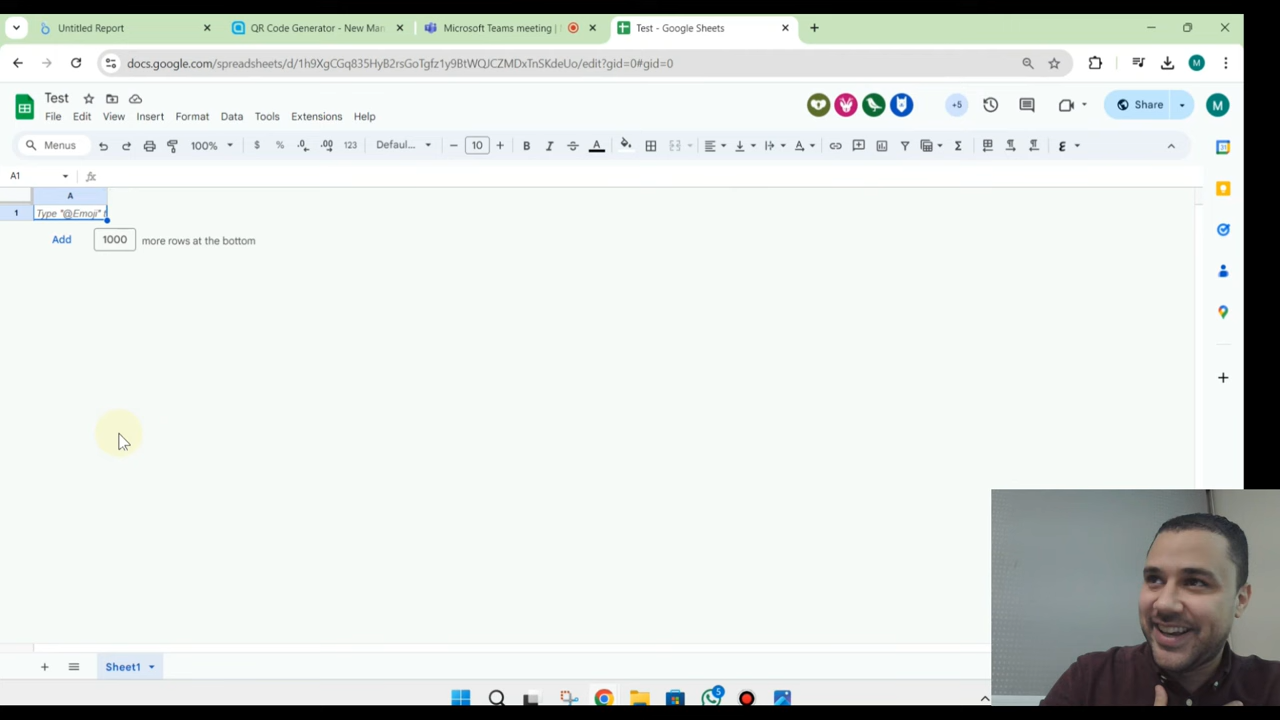 Untitled Report
QR Code Generator - New Man
Microsoft Teams meeting |
Test - Google Sheets
docs.google.com/spreadsheets/d/1h9XgCGq835HyB2rsGoTgfz1y9BtWQJCZMDxTnSKdeUo/edit?gid=0#gid=0
M
Test
+5
Share
M
File Edit View Insert Format Data Tools Extensions Help
Menus 100% $ % .0 .00 123 Defaul... − 10 + B I A Σ
A1 fx
A
1 Type "@Emoji" t
Add 1000 more rows at the bottom
Sheet1
5